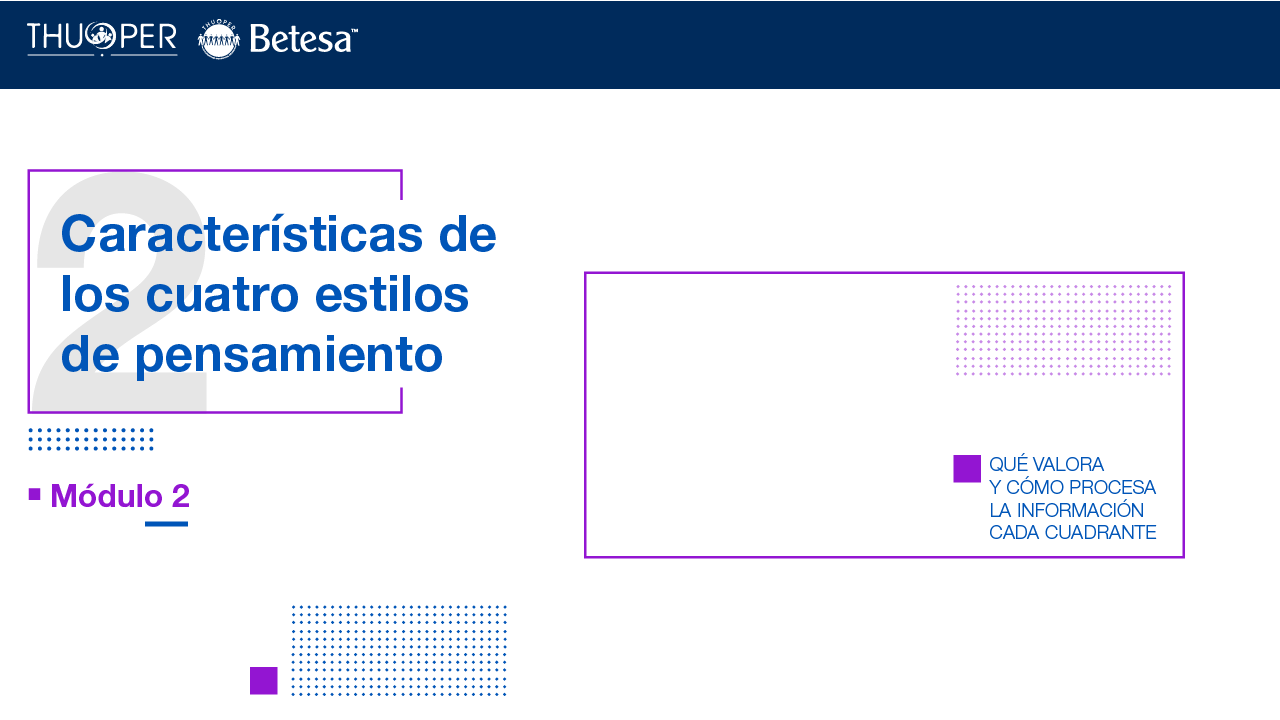 THUOPER
THUOPER
Betesa™
2
Características de
los cuatro estilos
de pensamiento
Módulo 2
QUÉ VALORA
Y CÓMO PROCESA
LA INFORMACIÓN
CADA CUADRANTE